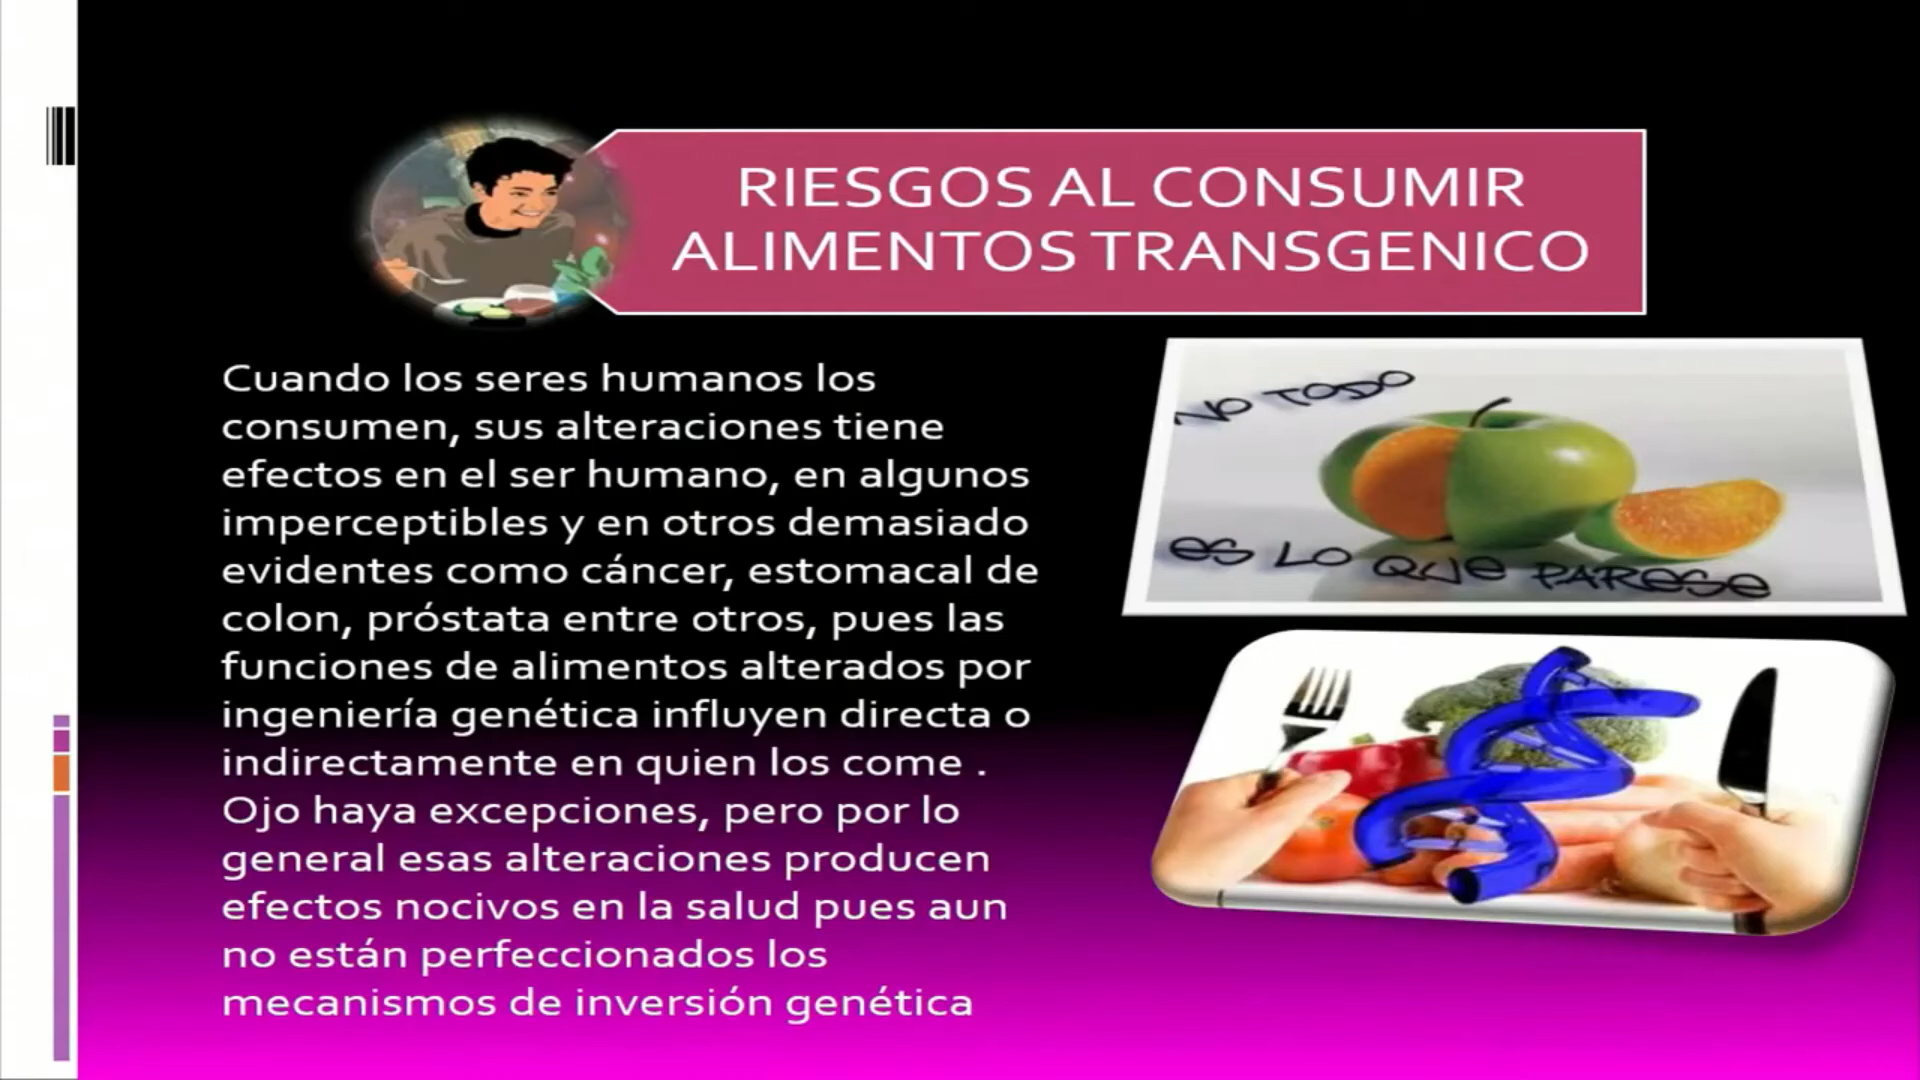 RIESGOS AL CONSUMIR
ALIMENTOS TRANSGENICO
Cuando los seres humanos los
consumen, sus alteraciones tiene
efectos en el ser humano, en algunos
imperceptibles y en otros demasiado
evidentes como cáncer, estomacal de
colon, próstata entre otros, pues las
funciones de alimentos alterados por
ingeniería genética influyen directa o
indirectamente en quien los come .
Ojo haya excepciones, pero por lo
general esas alteraciones producen
efectos nocivos en la salud pues aun
no están perfeccionados los
mecanismos de inversión genética
NO TODO
es LO QUe PAReSe